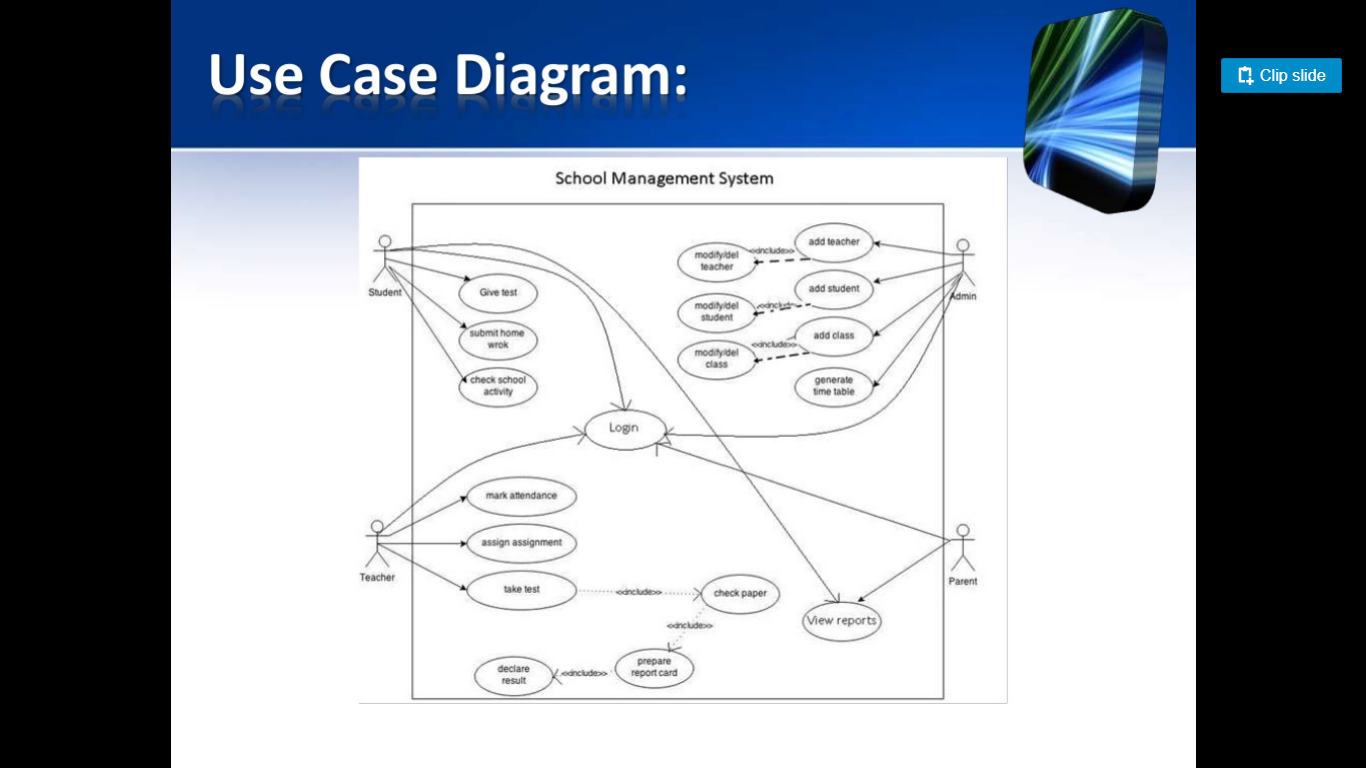 Use Case Diagram:
Clip slide
School Management System
Student
Give test
submit home
wrok
check school
activity
modify/del
teacher
<<include>>
add teacher
modify/del
student
<<include>>
add student
modify/del
class
<<include>>
add class
generate
time table
Admin
Login
Teacher
mark attendance
assign assignment
take test
<<include>>
check paper
<<include>>
prepare
report card
<<include>>
declare
result
View reports
Parent